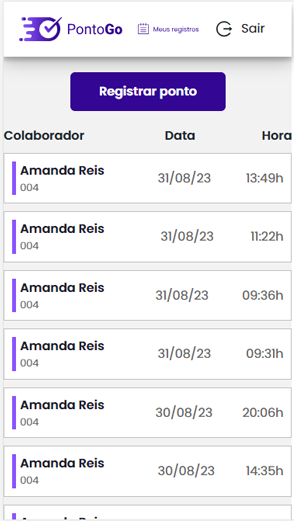 PontoGo
Meus registros
Sair
Registrar ponto
Colaborador Data Hora
Amanda Reis 31/08/23 13:49h
004
Amanda Reis 31/08/23 11:22h
004
Amanda Reis 31/08/23 09:36h
004
Amanda Reis 31/08/23 09:31h
004
Amanda Reis 30/08/23 20:06h
004
Amanda Reis 30/08/23 14:35h
004